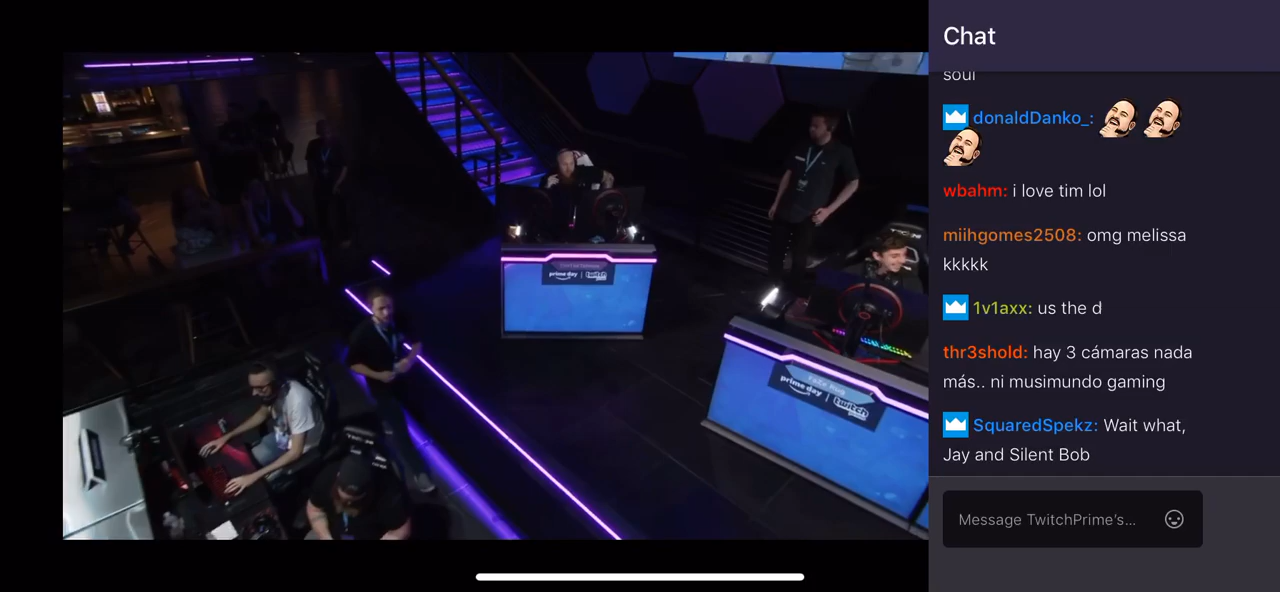 Chat
soul
donaldDanko_:
wbahm: i love tim lol
miihgomes2508: omg melissa
kkkkk
1v1axx: us the d
thr3shold: hay 3 cámaras nada
más.. ni musimundo gaming
SquaredSpekz: Wait what,
Jay and Silent Bob
Message TwitchPrime's...
prime day twitch
prime day twitch